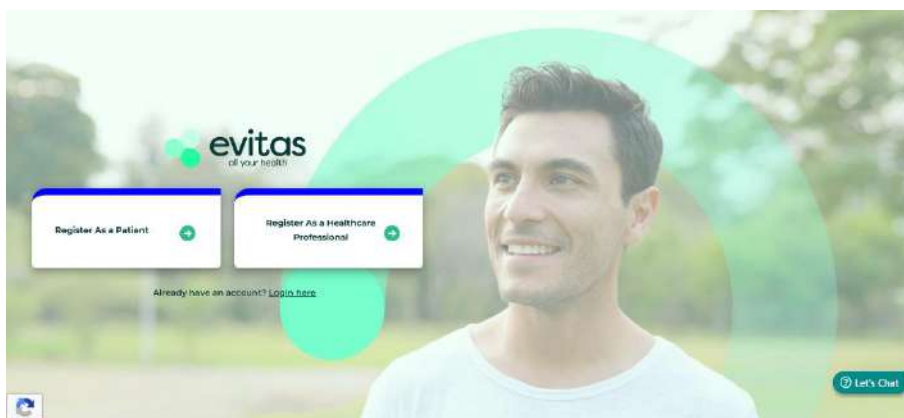 evitas
all your health
Register As a Patient
Register As a Healthcare
Professional
Already have an account? Login here
Let's Chat